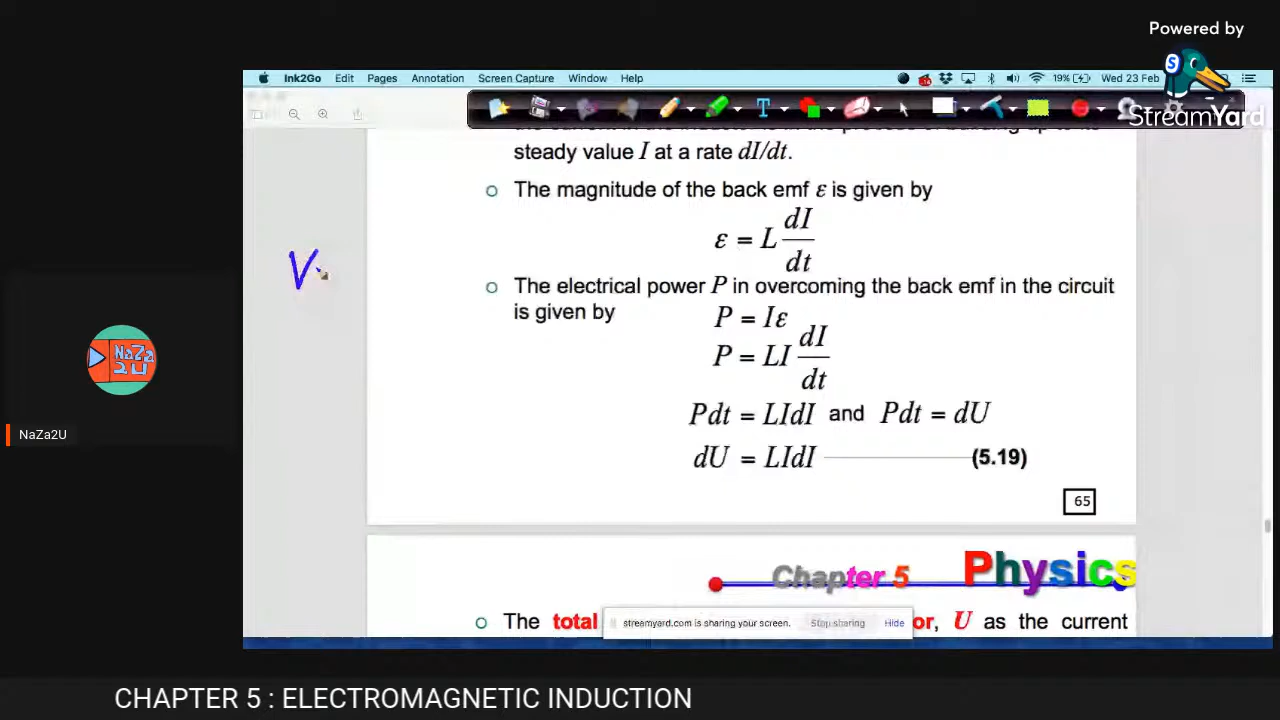 Powered by
StreamYard
Ink2Go Edit Pages Annotation Screen Capture Window Help 19% Wed 23 Feb
steady value I at a rate dI/dt.
The magnitude of the back emf ε is given by
ε = L dI/dt
V
The electrical power P in overcoming the back emf in the circuit
is given by
P = Iε
P = LI dI/dt
Pdt = LIdI and Pdt = dU
dU = LIdI (5.19)
65
Chapter 5 Physics
The total or, U as the current
streamyard.com is sharing your screen. Stop sharing Hide
NaZa
2U
NaZa2U
CHAPTER 5 : ELECTROMAGNETIC INDUCTION